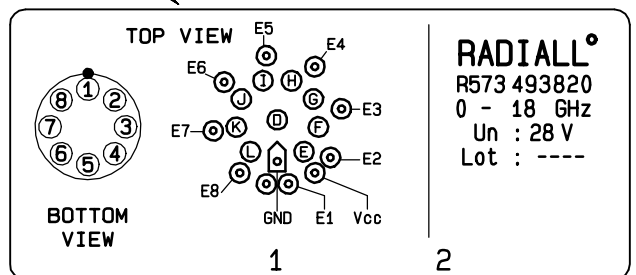 TOP VIEW
E5
E4
E6
E3
E7
E2
E8
GND E1 Vcc
I H
J G
D
K F
L E
1
8 2
7 3
6 4
5
BOTTOM
VIEW
RADIALL°
R573 493820
0 - 18 GHz
Un : 28 V
Lot : ----
1 2